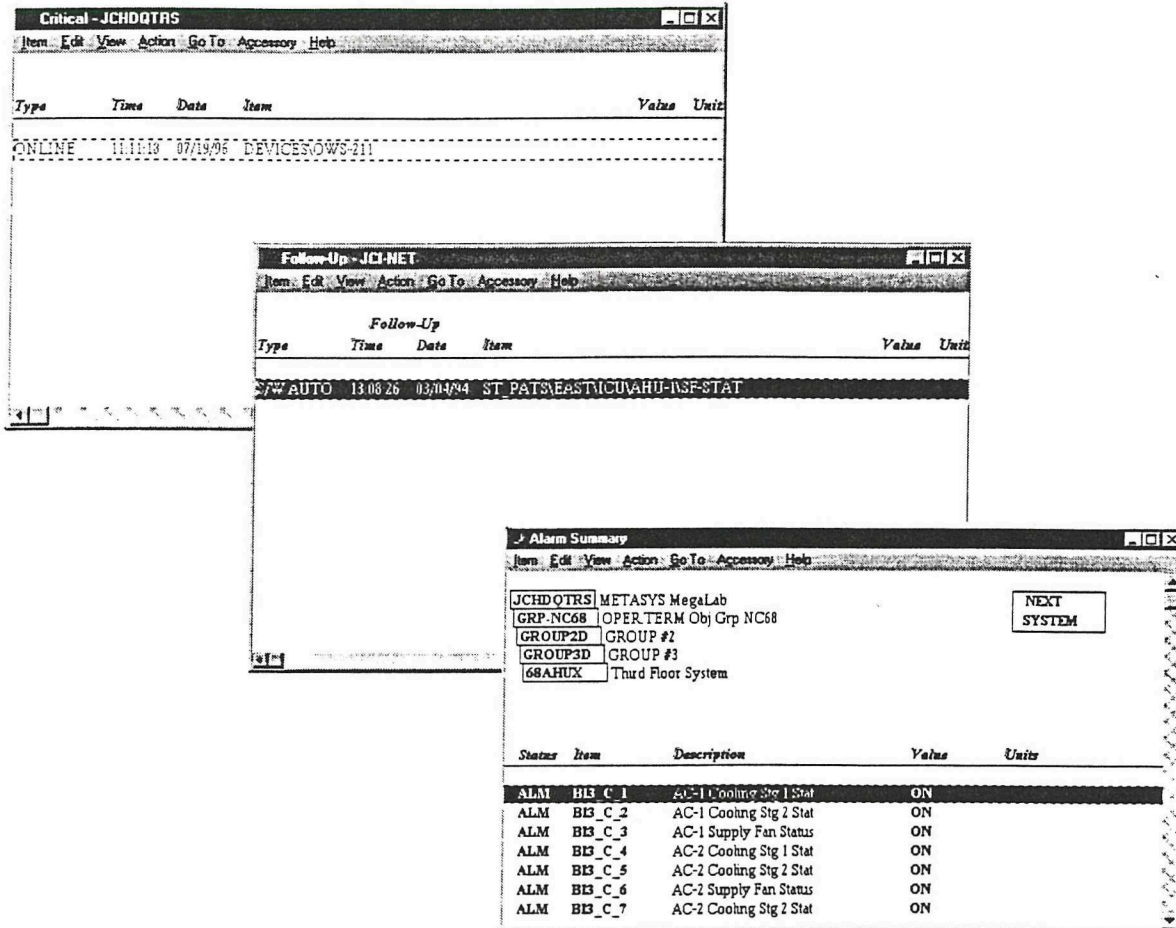 Critical - JCHDQTRS
Item Edit View Action Go To Accessory Help
Type Time Date Item Value Unit
ONLINE 11:11:18 07/19/96 DEVICES\OWS-211
Follow-Up - JCI-NET
Item Edit View Action Go To Accessory Help
Follow-Up
Type Time Date Item Value Unit
S/W AUTO 13:08:26 03/04/94 ST_PATS\EAST\ICU\AHU-1\SF-STAT
Alarm Summary
Item Edit View Action Go To Accessory Help
JCHDQTRS METASYS MegaLab
GRP-NC68 OPER.TERM Obj Grp NC68
GROUP2D GROUP #2
GROUP3D GROUP #3
68AHUX Third Floor System
NEXT
SYSTEM
Status Item Description Value Units
ALM BI3_C_1 AC-1 Cooling Stg 1 Stat ON
ALM BI3_C_2 AC-1 Cooling Stg 2 Stat ON
ALM BI3_C_3 AC-1 Supply Fan Status ON
ALM BI3_C_4 AC-2 Cooling Stg 1 Stat ON
ALM BI3_C_5 AC-2 Cooling Stg 2 Stat ON
ALM BI3_C_6 AC-2 Supply Fan Status ON
ALM BI3_C_7 AC-2 Cooling Stg 2 Stat ON